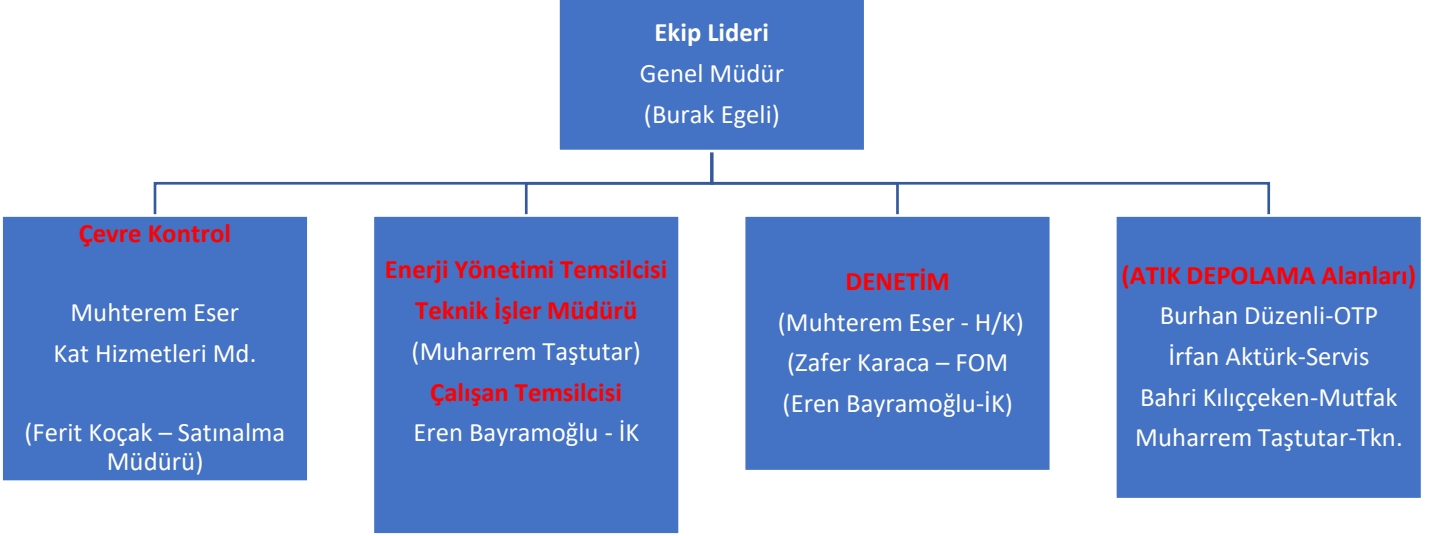 Ekip Lideri
Genel Müdür
(Burak Egeli)
Çevre Kontrol
Muhterem Eser
Kat Hizmetleri Md.
(Ferit Koçak – Satınalma
Müdürü)
Enerji Yönetimi Temsilcisi
Teknik İşler Müdürü
(Muharrem Taştutar)
Çalışan Temsilcisi
Eren Bayramoğlu - İK
DENETİM
(Muhterem Eser - H/K)
(Zafer Karaca – FOM
(Eren Bayramoğlu-İK)
(ATIK DEPOLAMA Alanları)
Burhan Düzenli-OTP
İrfan Aktürk-Servis
Bahri Kılıççeken-Mutfak
Muharrem Taştutar-Tkn.